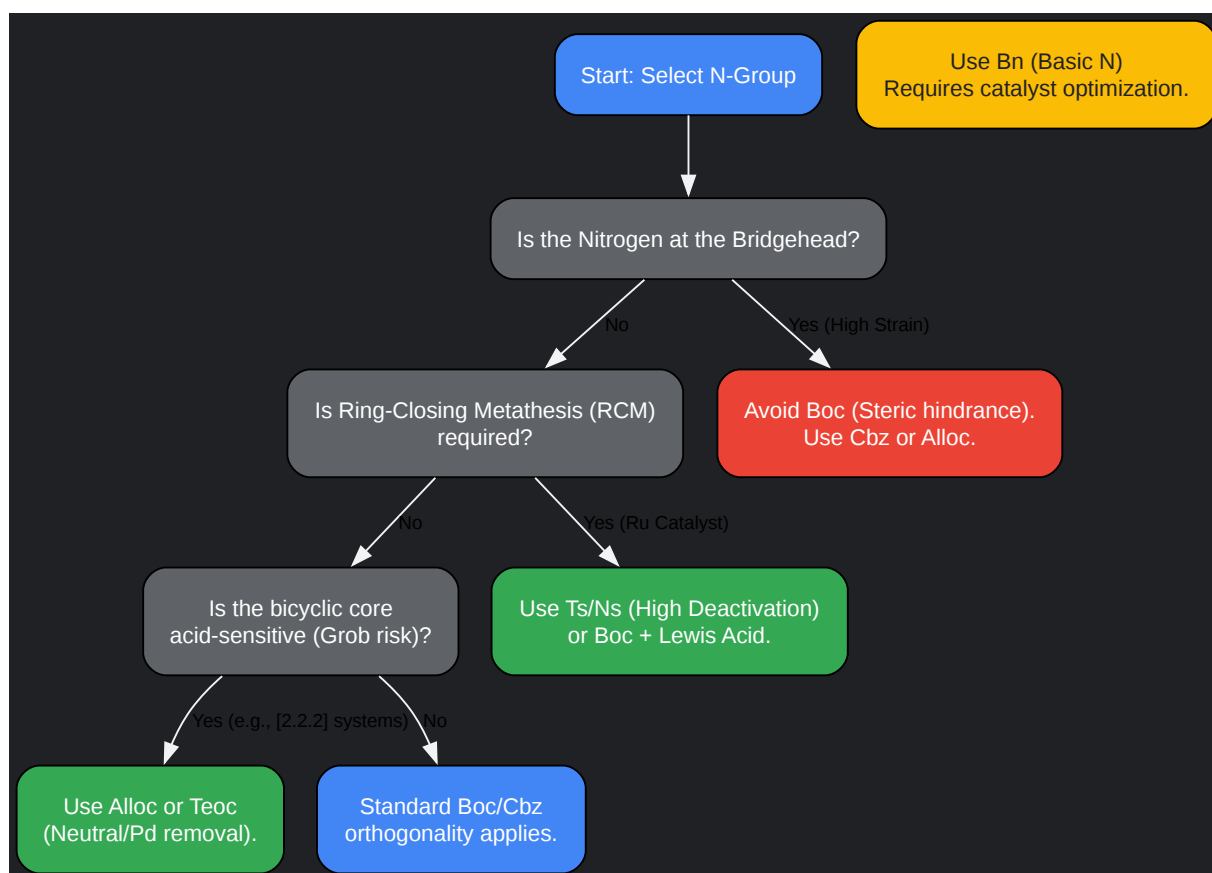 Start: Select N-Group
Use Bn (Basic N)
Requires catalyst optimization.
Is the Nitrogen at the Bridgehead?
No
Yes (High Strain)
Is Ring-Closing Metathesis (RCM)
required?
Avoid Boc (Steric hindrance).
Use Cbz or Alloc.
No
Yes (Ru Catalyst)
Is the bicyclic core
acid-sensitive (Grob risk)?
Use Ts/Ns (High Deactivation)
or Boc + Lewis Acid.
Yes (e.g., [2.2.2] systems)
No
Use Alloc or Teoc
(Neutral/Pd removal).
Standard Boc/Cbz
orthogonality applies.